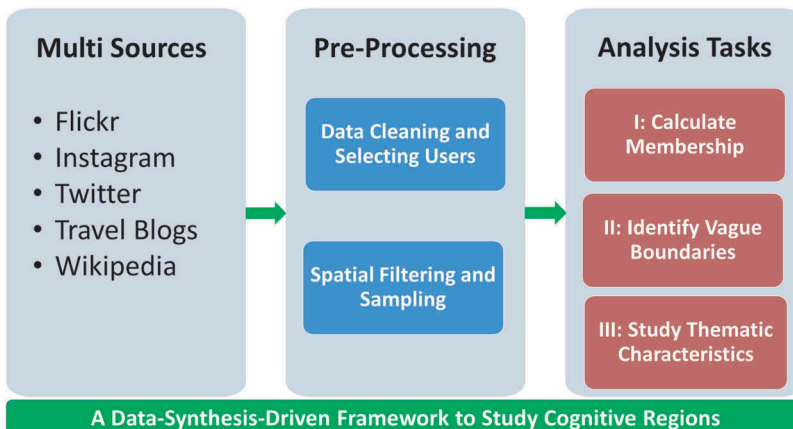 Multi Sources
• Flickr
• Instagram
• Twitter
• Travel Blogs
• Wikipedia
Pre-Processing
Data Cleaning and
Selecting Users
Spatial Filtering and
Sampling
Analysis Tasks
I: Calculate
Membership
II: Identify Vague
Boundaries
III: Study Thematic
Characteristics
A Data-Synthesis-Driven Framework to Study Cognitive Regions